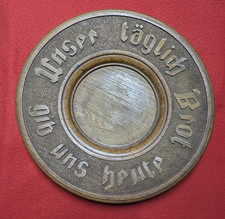 Unser täglich Brot
gib uns heute